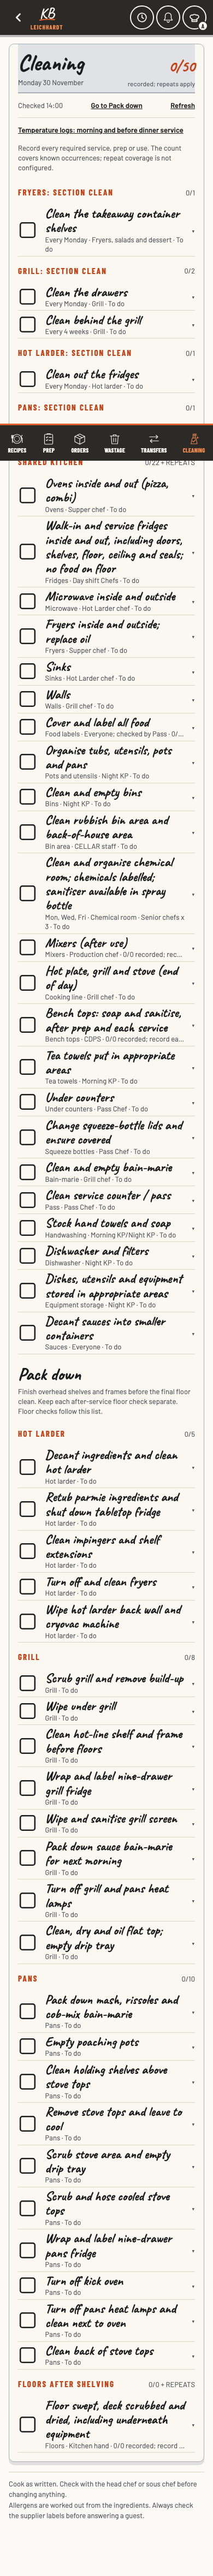 KB
LEICHHARDT
Cleaning
0/50
Monday 30 November
recorded; repeats apply
Checked 14:00
Go to Pack down
Refresh
Temperature logs: morning and before dinner service
Record every required service, prep or use. The count
covers known occurrences; repeat coverage is not
configured.
FRYERS: SECTION CLEAN
0/1
Clean the takeaway container
shelves
Every Monday · Fryers, salads and dessert · To
do
GRILL: SECTION CLEAN
0/2
Clean the drawers
Every Monday · Grill · To do
Clean behind the grill
Every 4 weeks · Grill · To do
HOT LARDER: SECTION CLEAN
0/1
Clean out the fridges
Every Monday · Hot larder · To do
PANS: SECTION CLEAN
0/1
RECIPES
PREP
ORDERS
WASTAGE
TRANSFERS
CLEANING
SHARED KITCHEN
0/22 + REPEATS
Ovens inside and out (pizza,
combi)
Ovens · Supper chef · To do
Walk-in and service fridges
inside and out, including doors,
shelves, floor, ceiling and seals;
no food on floor
Fridges · Day shift Chefs · To do
Microwave inside and outside
Microwave · Hot Larder chef · To do
Fryers inside and outside;
replace oil
Fryers · Supper chef · To do
Sinks
Sinks · Hot Larder chef · To do
Walls
Walls · Grill chef · To do
Cover and label all food
Food labels · Everyone; checked by Pass · 0/...
Organise tubs, utensils, pots
and pans
Pots and utensils · Night KP · To do
Clean and empty bins
Bins · Night KP · To do
Clean rubbish bin area and
back-of-house area
Bin area · CELLAR staff · To do
Clean and organise chemical
room; chemicals labelled;
sanitiser available in spray
bottle
Mon, Wed, Fri · Chemical room · Senior chefs x
3 · To do
Mixers (after use)
Mixers · Production chef · 0/0 recorded; rec...
Hot plate, grill and stove (end
of day)
Cooking line · Grill chef · To do
Bench tops: soap and sanitise,
after prep and each service
Bench tops · CDPS · 0/0 recorded; record ea...
Tea towels put in appropriate
areas
Tea towels · Morning KP · To do
Under counters
Under counters · Pass Chef · To do
Change squeeze-bottle lids and
ensure covered
Squeeze bottles · Pass Chef · To do
Clean and empty bain-marie
Bain-marie · Grill chef · To do
Clean service counter / pass
Pass · Pass Chef · To do
Stock hand towels and soap
Handwashing · Morning KP/Night KP · To do
Dishwasher and filters
Dishwasher · Night KP · To do
Dishes, utensils and equipment
stored in appropriate areas
Equipment storage · Night KP · To do
Decant sauces into smaller
containers
Sauces · Everyone · To do
Pack down
Finish overhead shelves and frames before the final floor
clean. Keep each after-service floor check separate.
Floor checks follow this list.
HOT LARDER
0/5
Decant ingredients and clean
hot larder
Hot larder · To do
Retub parmie ingredients and
shut down tabletop fridge
Hot larder · To do
Clean impingers and shelf
extensions
Hot larder · To do
Turn off and clean fryers
Hot larder · To do
Wipe hot larder back wall and
cryovac machine
Hot larder · To do
GRILL
0/8
Scrub grill and remove build-up
Grill · To do
Wipe under grill
Grill · To do
Clean hot-line shelf and frame
before floors
Grill · To do
Wrap and label nine-drawer
grill fridge
Grill · To do
Wipe and sanitise grill screen
Grill · To do
Pack down sauce bain-marie
for next morning
Grill · To do
Turn off grill and pans heat
lamps
Grill · To do
Clean, dry and oil flat top;
empty drip tray
Grill · To do
PANS
0/10
Pack down mash, rissoles and
cob-mix bain-marie
Pans · To do
Empty poaching pots
Pans · To do
Clean holding shelves above
stove tops
Pans · To do
Remove stove tops and leave to
cool
Pans · To do
Scrub stove area and empty
drip tray
Pans · To do
Scrub and hose cooled stove
tops
Pans · To do
Wrap and label nine-drawer
pans fridge
Pans · To do
Turn off kick oven
Pans · To do
Turn off pans heat lamps and
clean next to oven
Pans · To do
Clean back of stove tops
Pans · To do
FLOORS AFTER SHELVING
0/0 + REPEATS
Floor swept, deck scrubbed and
dried, including underneath
equipment
Floors · Kitchen hand · 0/0 recorded; record ...
Cook as written. Check with the head chef or sous chef before
changing anything.
Allergens are worked out from the ingredients. Always check
the supplier labels before answering a guest.